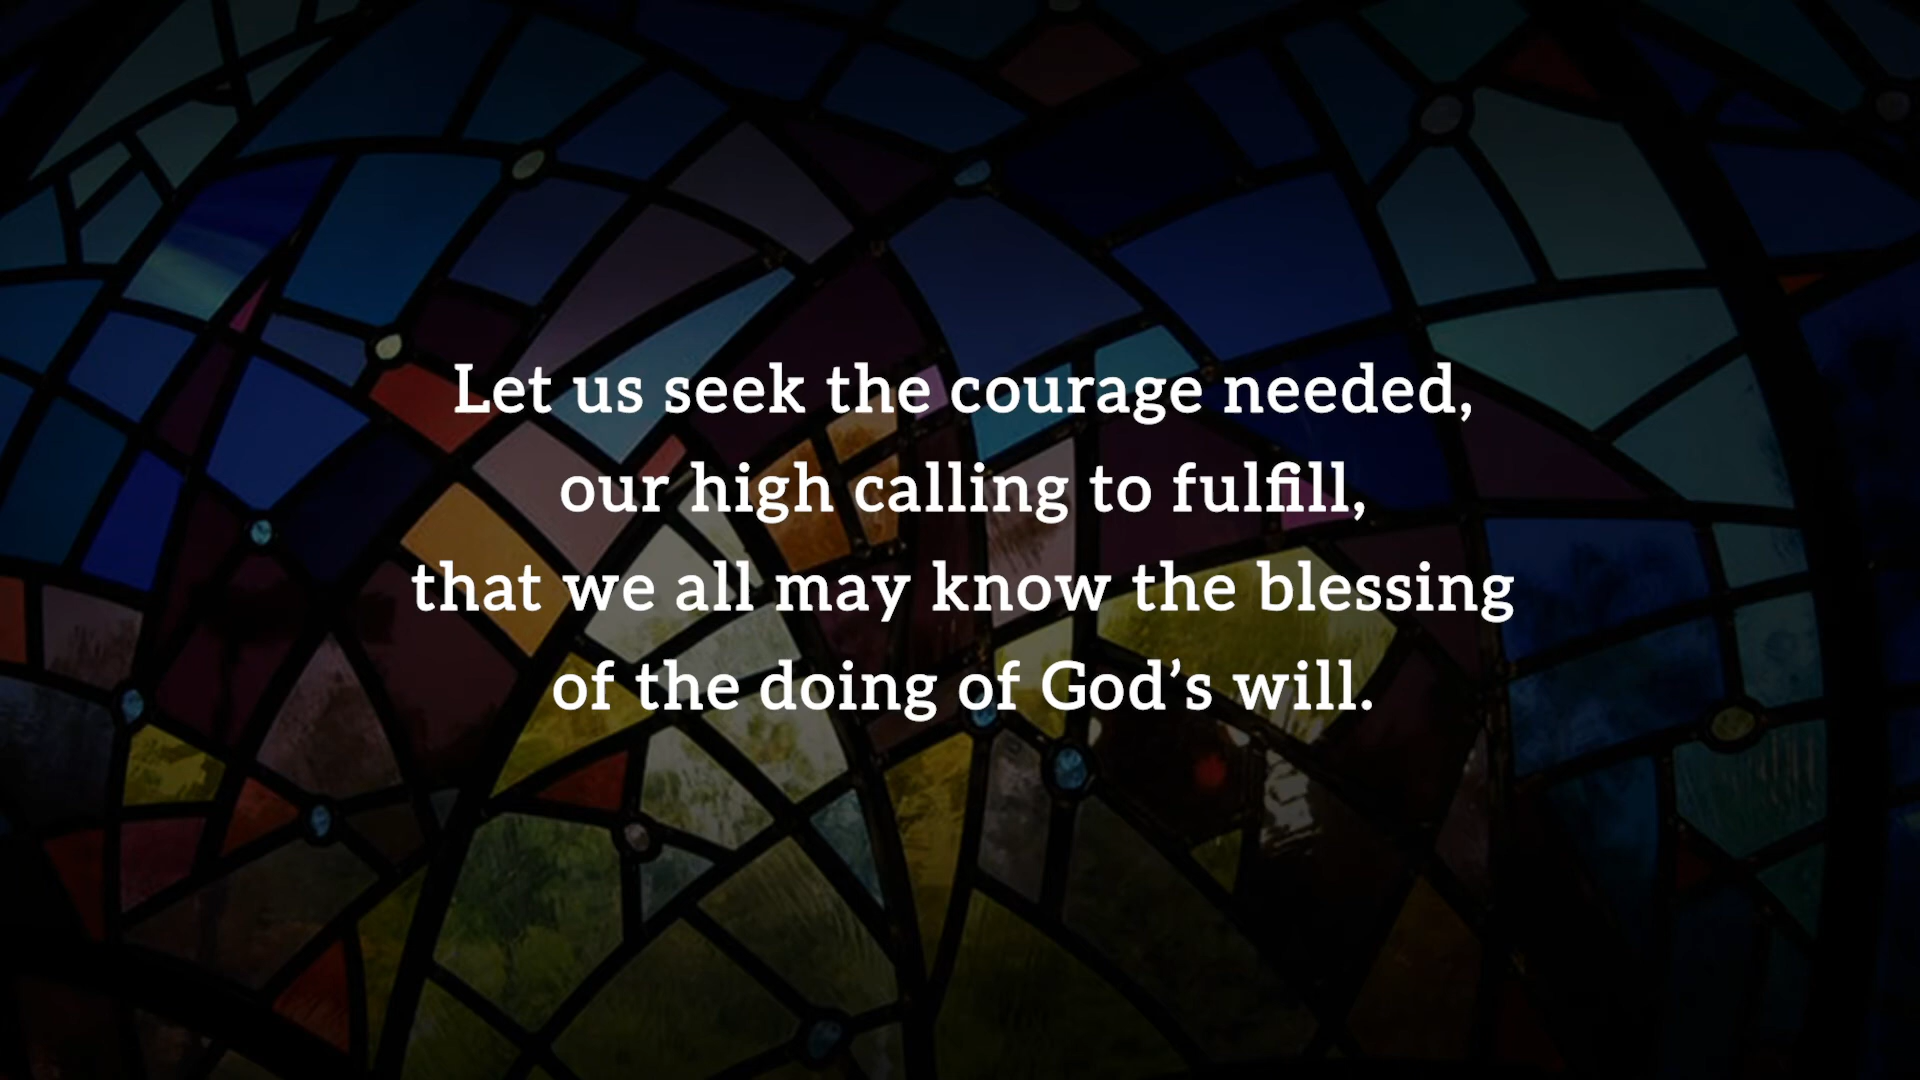 Let us seek the courage needed,
our high calling to fulfill,
that we all may know the blessing
of the doing of God’s will.